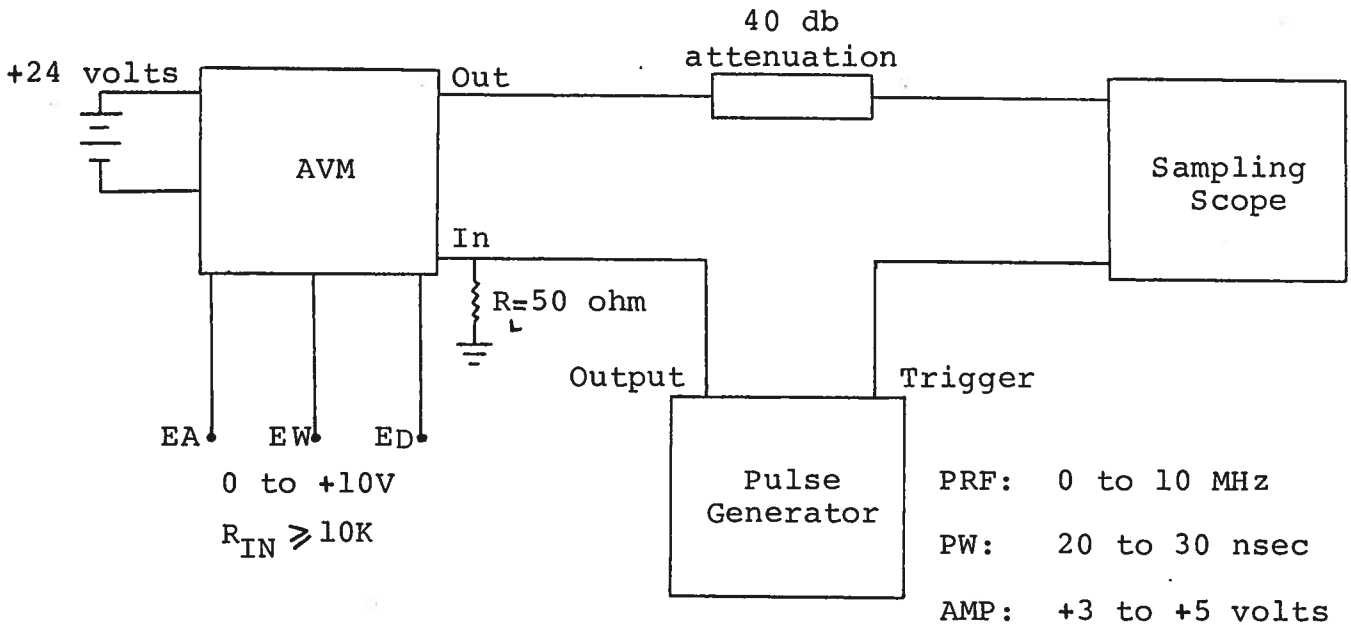 40 db
attenuation
+24 volts
Out
AVM
Sampling
Scope
In
R_L=50 ohm
Output
Trigger
EA
EW
ED
0 to +10V
R_IN ⩾ 10K
Pulse
Generator
PRF: 0 to 10 MHz
PW: 20 to 30 nsec
AMP: +3 to +5 volts